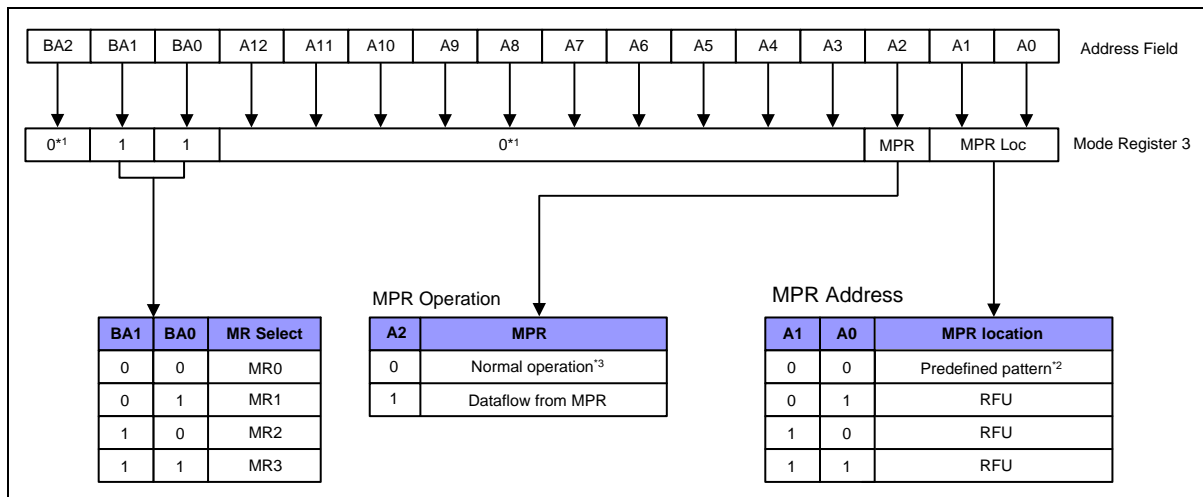 BA2 BA1 BA0 A12 A11 A10 A9 A8 A7 A6 A5 A4 A3 A2 A1 A0 Address Field
0*1 1 1 0*1 MPR MPR Loc Mode Register 3
MPR Operation
MPR Address
BA1 BA0 MR Select
0 0 MR0
0 1 MR1
1 0 MR2
1 1 MR3
A2 MPR
0 Normal operation*3
1 Dataflow from MPR
A1 A0 MPR location
0 0 Predefined pattern*2
0 1 RFU
1 0 RFU
1 1 RFU